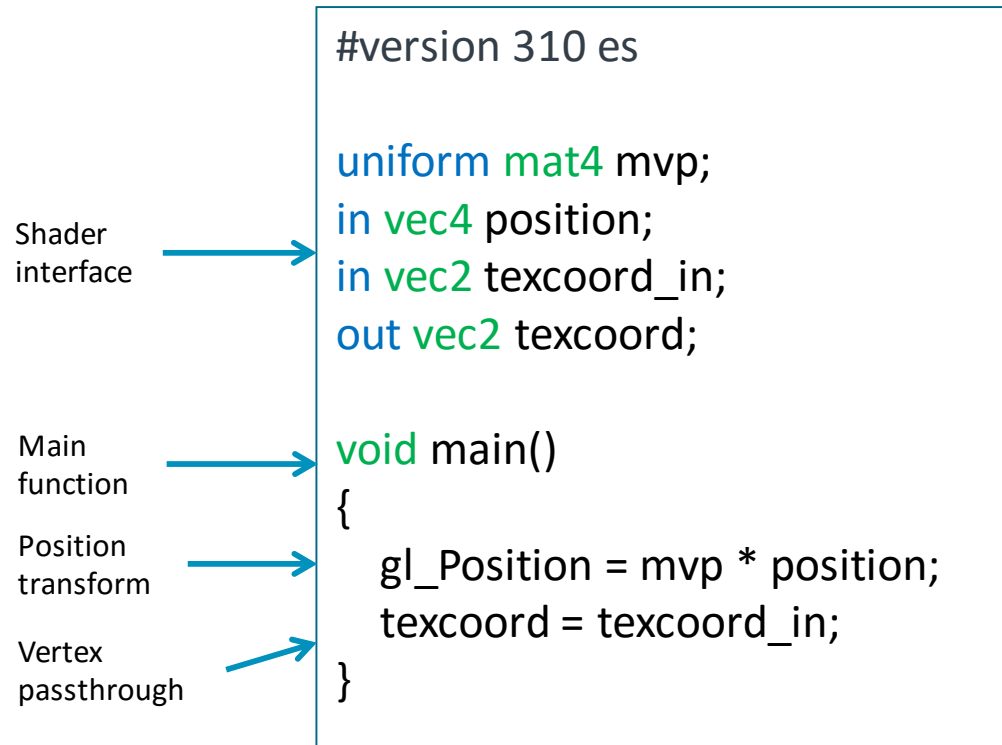 #version 310 es
uniform mat4 mvp;
in vec4 position;
in vec2 texcoord_in;
out vec2 texcoord;
Shader
interface
void main()
Main
function
{
gl_Position = mvp * position;
Position
transform
texcoord = texcoord_in;
}
Vertex
passthrough